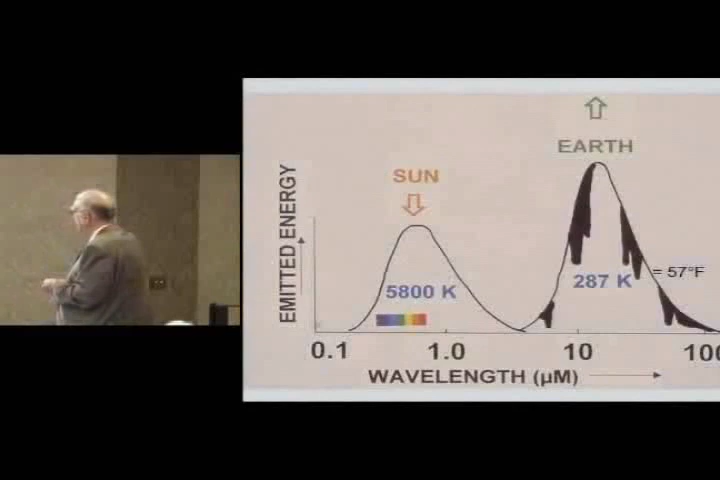 EARTH
SUN
EMITTED ENERGY
5800 K
287 K
= 57°F
0.1
1.0
10
100
WAVELENGTH (µM)